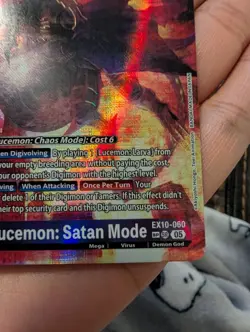 ucemon: Chaos Mode]: Cost 6
en Digivolving By playing 1 [Lucemon: Larva] from
your empty breeding area without paying the cost,
our opponent's Digimon with the highest level.
ving When Attacking Once Per Turn Your
delete 1 of their Digimon or Tamers. If this effect didn't
their top security card and this Digimon unsuspends.
ucemon: Satan Mode
EX10-060
05
Mega Virus Demon God